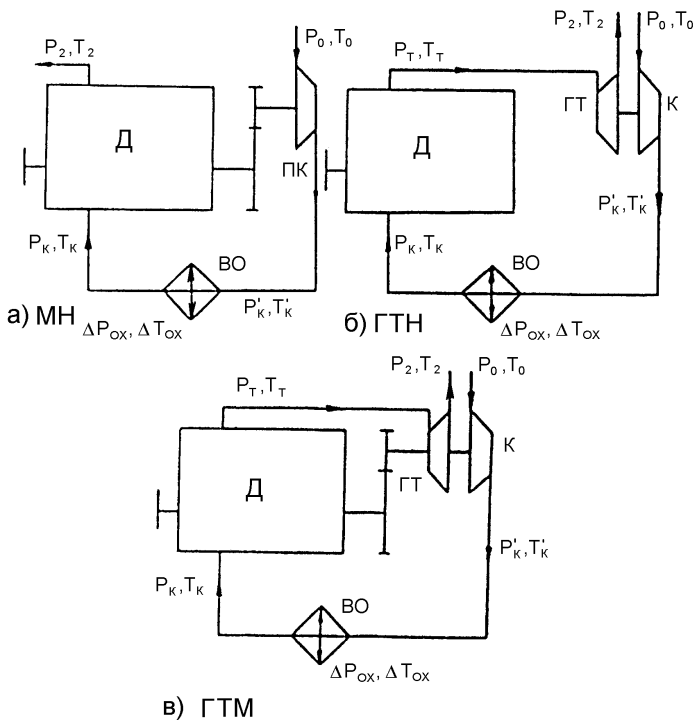 P₂,T₂
P₀,T₀
Д
ПК
Pк,Tк
ВО
P'к,T'к
ΔPох, ΔTох
а) МН
P₂,T₂
P₀,T₀
Pт,Tт
ГТ
К
Д
P'к,T'к
Pк,Tк
ВО
ΔPох, ΔTох
б) ГТН
P₂,T₂
P₀,T₀
Pт,Tт
К
ГТ
Д
P'к,T'к
Pк,Tк
ВО
ΔPох, ΔTох
в) ГТМ